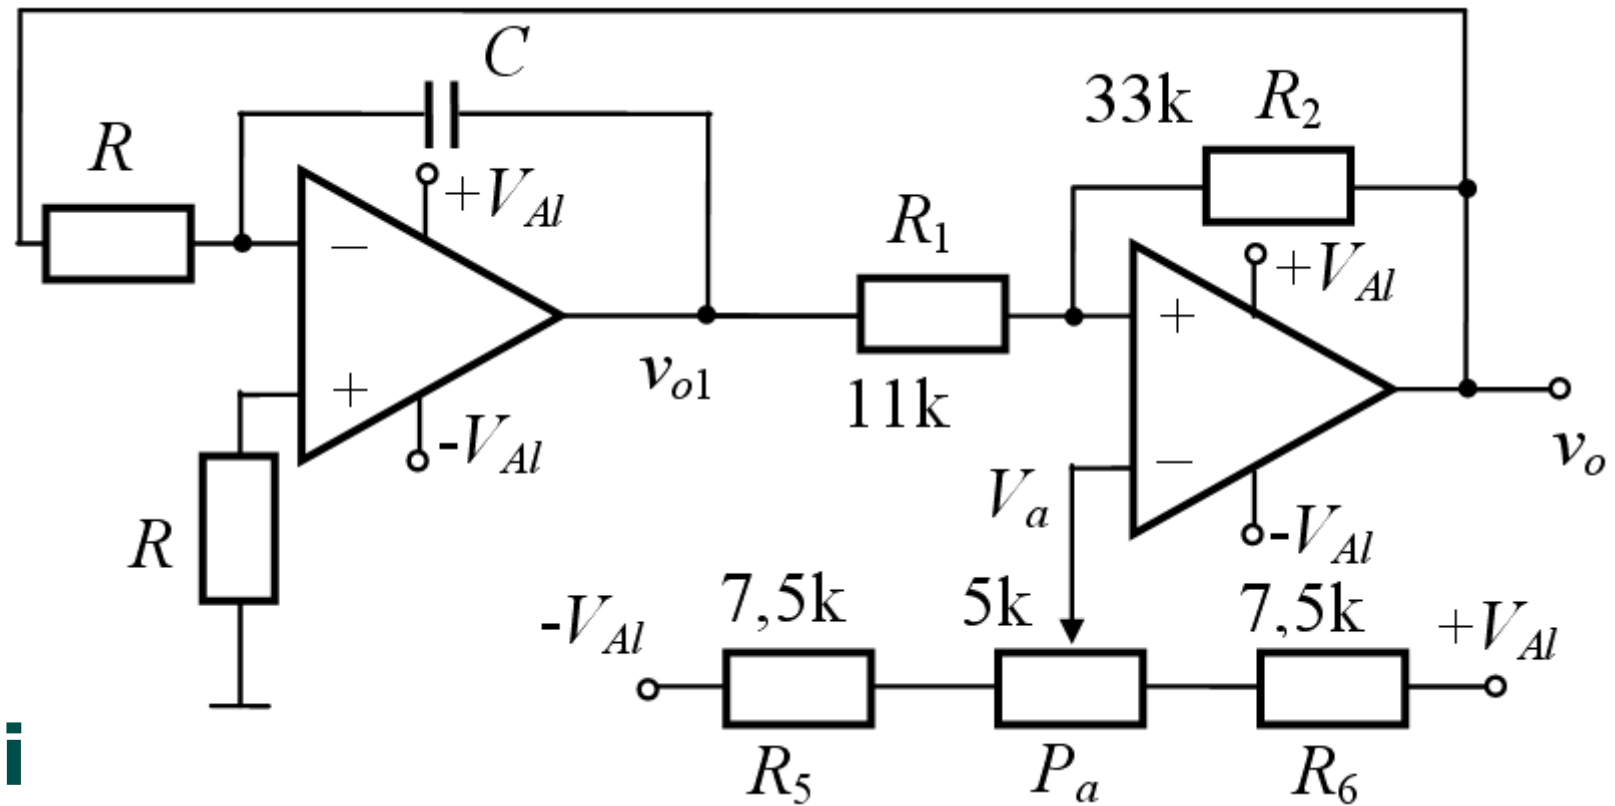 C
R
33k
R2
+VAl
R1
+VAl
−
+
+
vo1
11k
-VAl
−
vo
Va
R
-VAl
-VAl
7,5k
5k
7,5k
+VAl
R5
Pa
R6
i